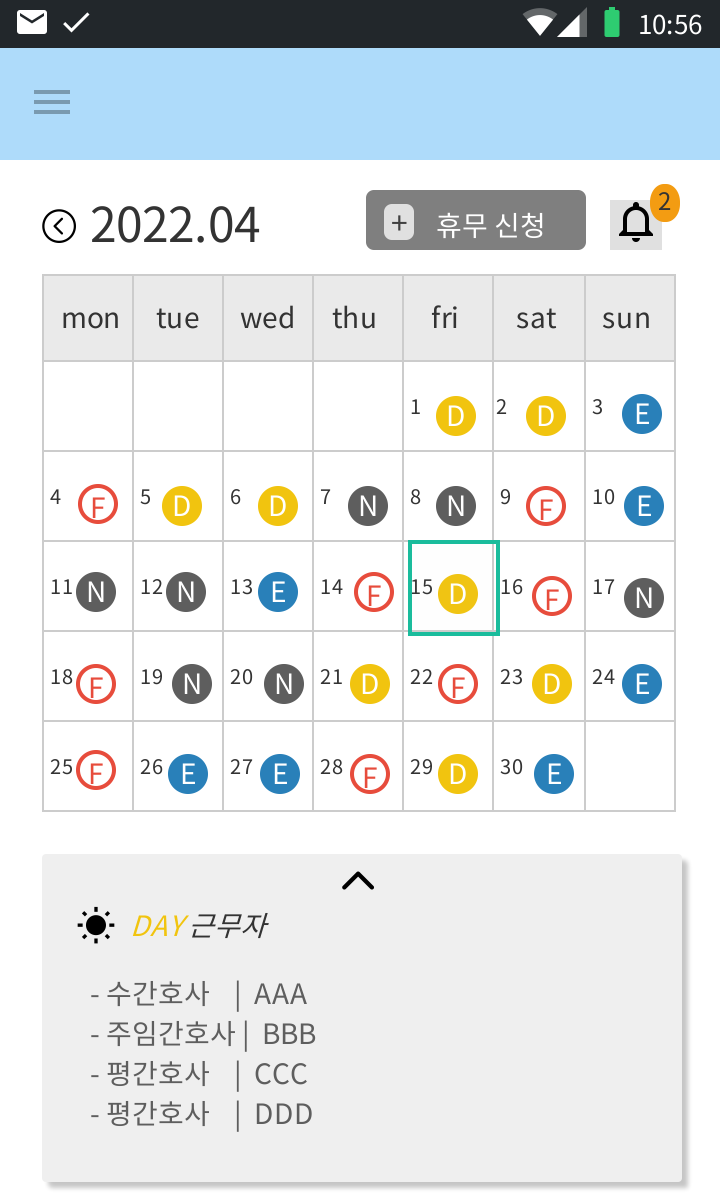 10:56
2022.04 + 휴무 신청 2
mon tue wed thu fri sat sun
1 D 2 D 3 E
4 F 5 D 6 D 7 N 8 N 9 F 10 E
11 N 12 N 13 E 14 F 15 D 16 F 17 N
18 F 19 N 20 N 21 D 22 F 23 D 24 E
25 F 26 E 27 E 28 F 29 D 30 E
DAY 근무자
- 수간호사 | AAA
- 주임간호사 | BBB
- 평간호사 | CCC
- 평간호사 | DDD